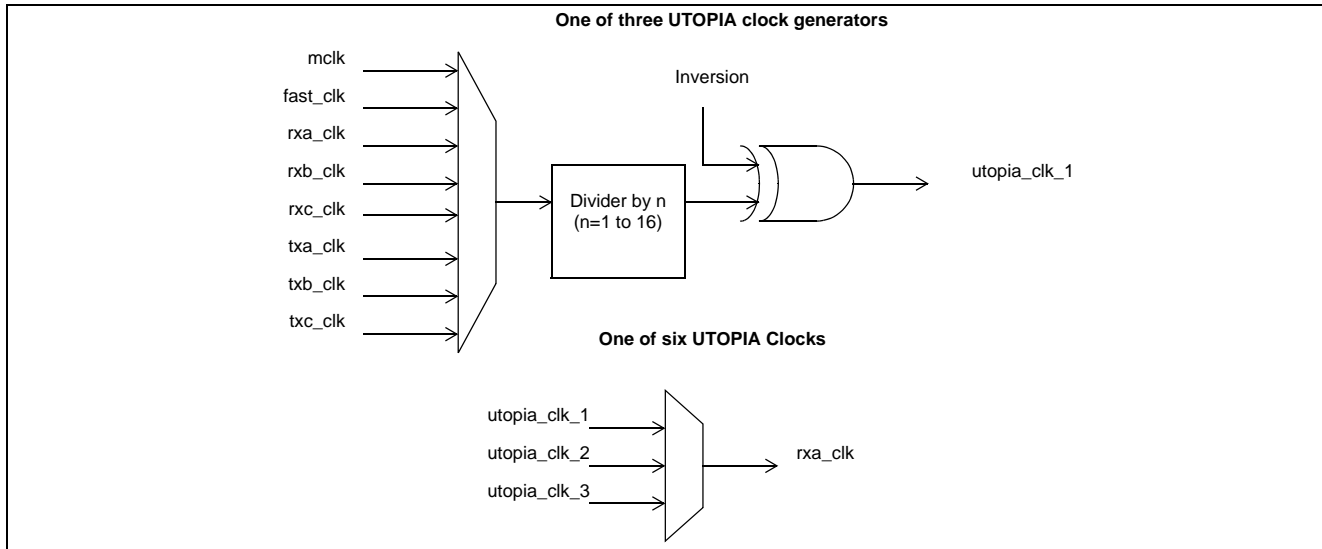 One of three UTOPIA clock generators
mclk
fast_clk
rxa_clk
rxb_clk
rxc_clk
txa_clk
txb_clk
txc_clk
Inversion
Divider by n
(n=1 to 16)
utopia_clk_1
One of six UTOPIA Clocks
utopia_clk_1
utopia_clk_2
utopia_clk_3
rxa_clk